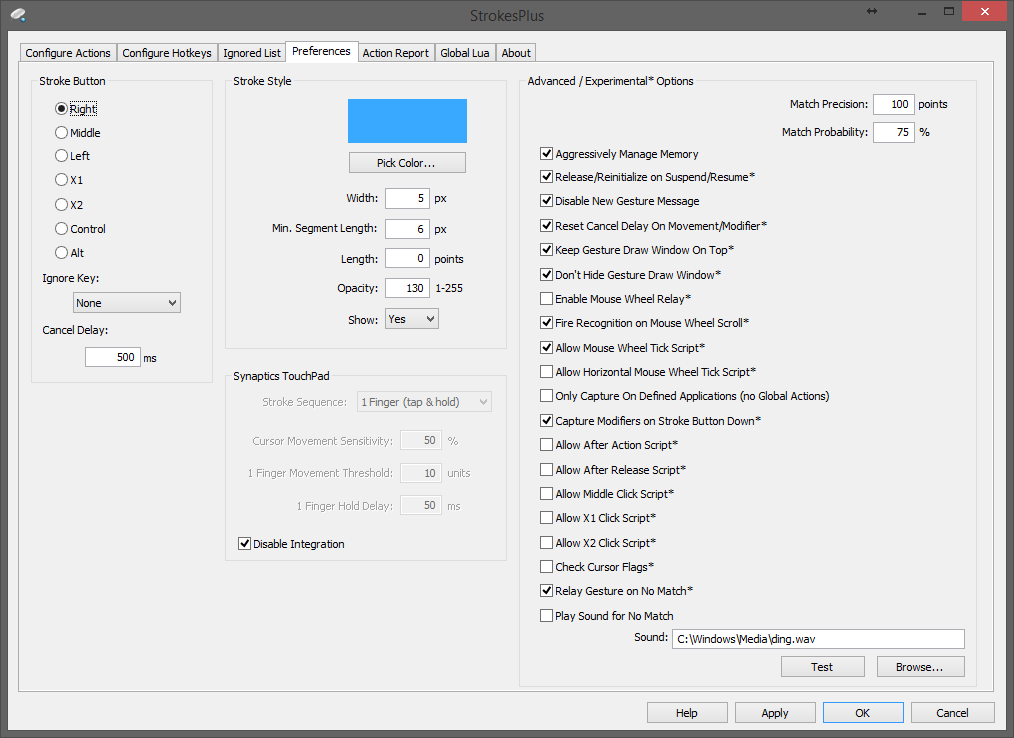 StrokesPlus
Configure Actions Configure Hotkeys Ignored List Preferences Action Report Global Lua About
Stroke Button
Right
Middle
Left
X1
X2
Control
Alt
Ignore Key:
None
Cancel Delay:
500 ms
Stroke Style
Pick Color...
Width: 5 px
Min. Segment Length: 6 px
Length: 0 points
Opacity: 130 1-255
Show: Yes
Synaptics TouchPad
Stroke Sequence: 1 Finger (tap & hold)
Cursor Movement Sensitivity: 50 %
1 Finger Movement Threshold: 10 units
1 Finger Hold Delay: 50 ms
Disable Integration
Advanced / Experimental* Options
Match Precision: 100 points
Match Probability: 75 %
Aggressively Manage Memory
Release/Reinitialize on Suspend/Resume*
Disable New Gesture Message
Reset Cancel Delay On Movement/Modifier*
Keep Gesture Draw Window On Top*
Don't Hide Gesture Draw Window*
Enable Mouse Wheel Relay*
Fire Recognition on Mouse Wheel Scroll*
Allow Mouse Wheel Tick Script*
Allow Horizontal Mouse Wheel Tick Script*
Only Capture On Defined Applications (no Global Actions)
Capture Modifiers on Stroke Button Down*
Allow After Action Script*
Allow After Release Script*
Allow Middle Click Script*
Allow X1 Click Script*
Allow X2 Click Script*
Check Cursor Flags*
Relay Gesture on No Match*
Play Sound for No Match
Sound: C:\Windows\Media\ding.wav
Test Browse...
Help Apply OK Cancel